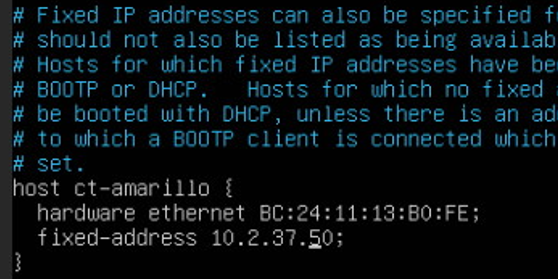 # Fixed IP addresses can also be specified f
# should not also be listed as being availab
# Hosts for which fixed IP addresses have be
# BOOTP or DHCP.   Hosts for which no fixed
# be booted with DHCP, unless there is an ad
# to which a BOOTP client is connected which
# set.
host ct-amarillo {
  hardware ethernet BC:24:11:13:B0:FE;
  fixed-address 10.2.37.50;
}